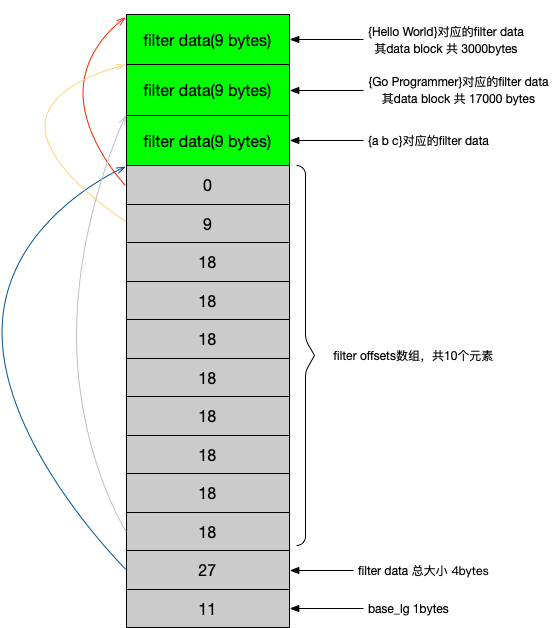 filter data(9 bytes)
{Hello World}对应的filter data
其data block 共 3000bytes
filter data(9 bytes)
{Go Programmer}对应的filter data
其data block 共 17000 bytes
filter data(9 bytes)
{a b c}对应的filter data
0
9
18
18
18
18
18
18
18
18
filter offsets数组，共10个元素
27
filter data 总大小 4bytes
11
base_lg 1bytes